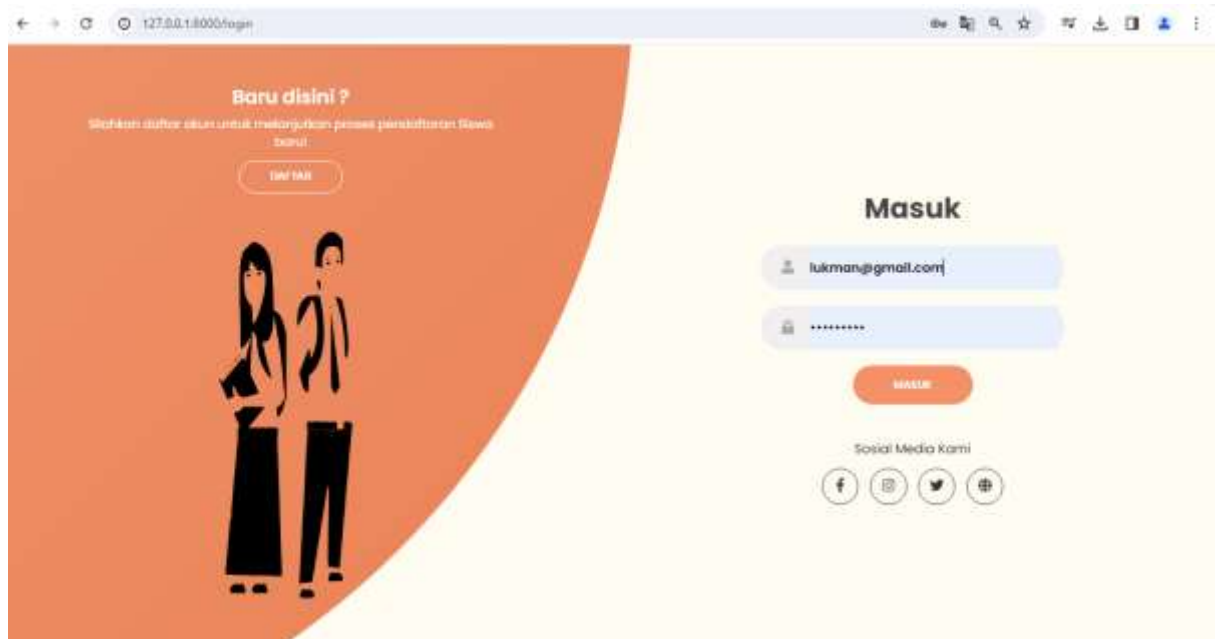 127.0.0.1:8000/login
Baru disini ?
Silahkan daftar akun untuk melanjutkan proses pendaftaran Siswa
baru!
DAFTAR
Masuk
lukman@gmail.com
•••••••••
MASUK
Sosial Media Kami